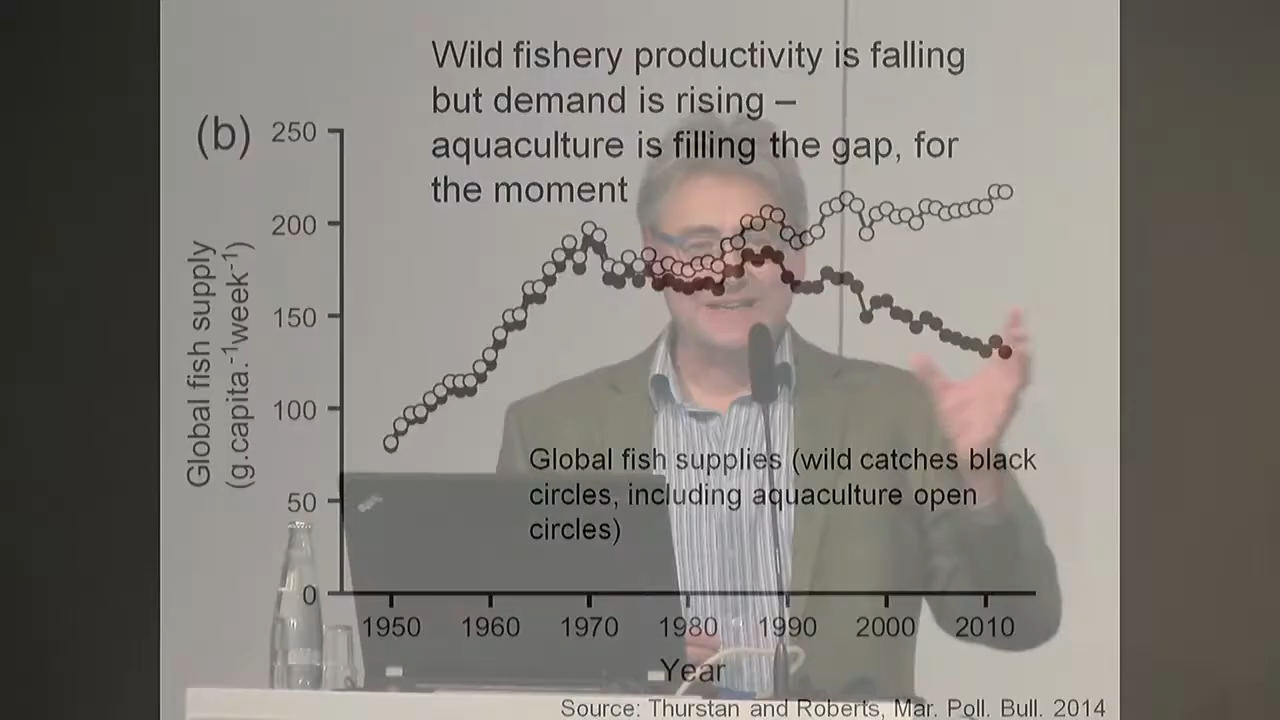 Wild fishery productivity is falling
but demand is rising –
aquaculture is filling the gap, for
the moment
(b)
250
200
150
100
50
0
Global fish supply
(g.capita.-1week-1)
Global fish supplies (wild catches black
circles, including aquaculture open
circles)
1950 1960 1970 1980 1990 2000 2010
Year
Source: Thurstan and Roberts, Mar. Poll. Bull. 2014